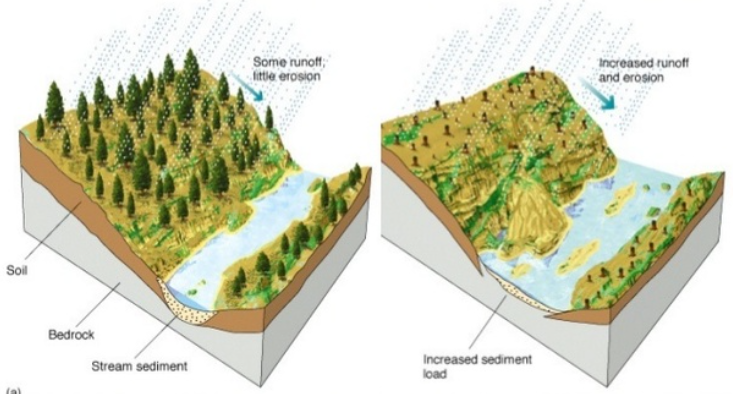 Some runoff,
little erosion
Increased runoff
and erosion
Soil
Bedrock
Stream sediment
Increased sediment
load
(a)